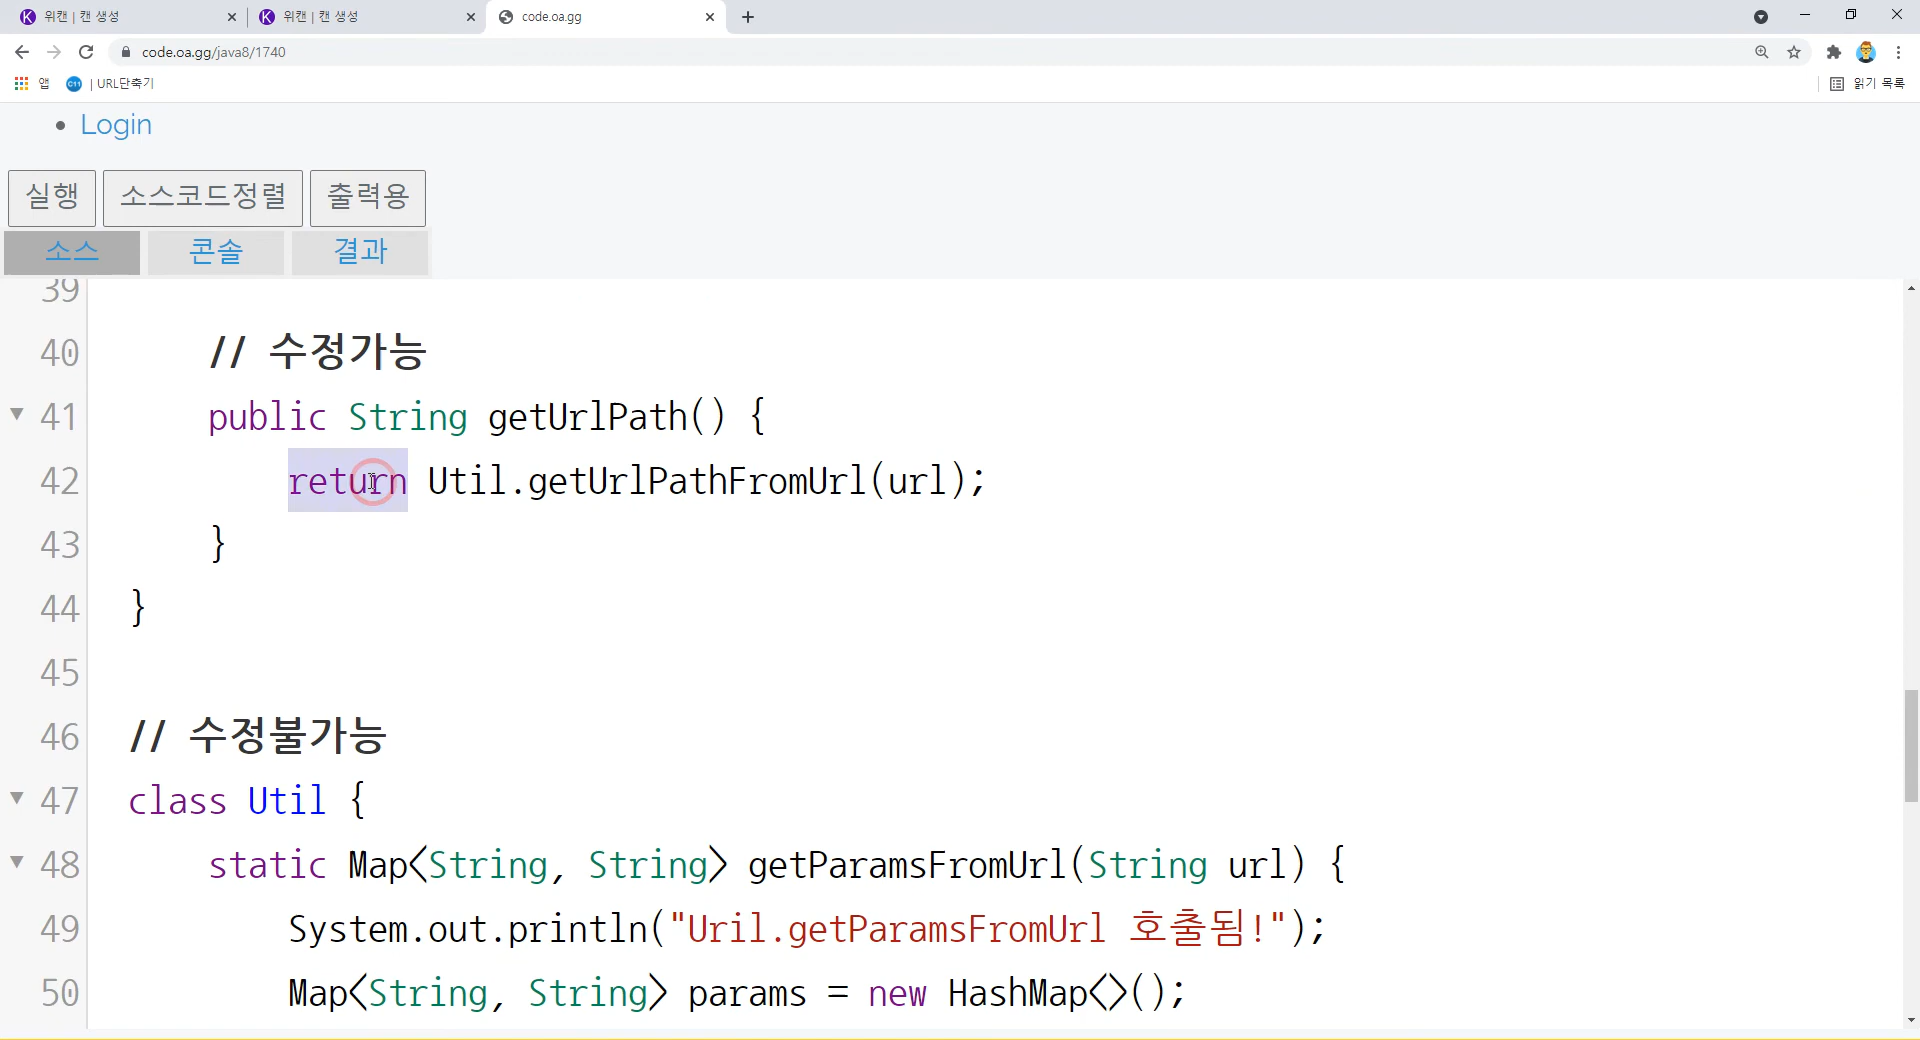 위캔 | 캔 생성
위캔 | 캔 생성
code.oa.gg
code.oa.gg/java8/1740
앱
| URL단축기
읽기 목록
Login
실행 소스코드정렬 출력용
소스 콘솔 결과
39
40 // 수정가능
41 public String getUrlPath() {
42 return Util.getUrlPathFromUrl(url);
43 }
44 }
45
46 // 수정불가능
47 class Util {
48 static Map<String, String> getParamsFromUrl(String url) {
49 System.out.println("Uril.getParamsFromUrl 호출됨!");
50 Map<String, String> params = new HashMap<>();